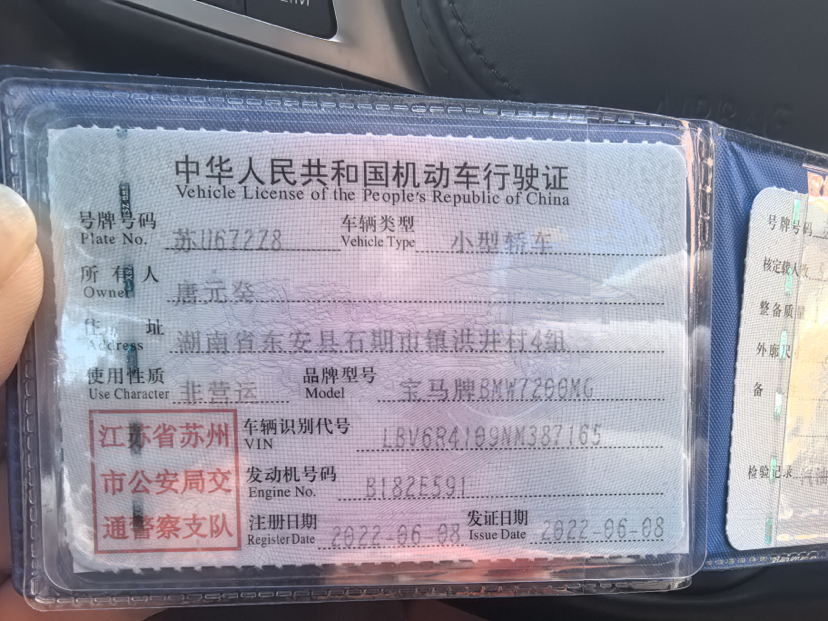 中华人民共和国机动车行驶证
Vehicle License of the People's Republic of China
号牌号码 苏U672Z8 车辆类型 小型轿车
Plate No. Vehicle Type
所有人 唐元癸
Owner
住址 湖南省东安县石期市镇洪井村4组
Address
使用性质 非营运 品牌型号 宝马牌BMW7200MG
Use Character Model
江苏省苏州
市公安局交
通警察支队
车辆识别代号 LBV6R4109NM387165
VIN
发动机号码 B182E591
Engine No.
注册日期 2022-06-08 发证日期 2022-06-08
Register Date Issue Date
号牌号码
核定载人数
整备质量
外廓尺
备
检验记录
AIRBAG